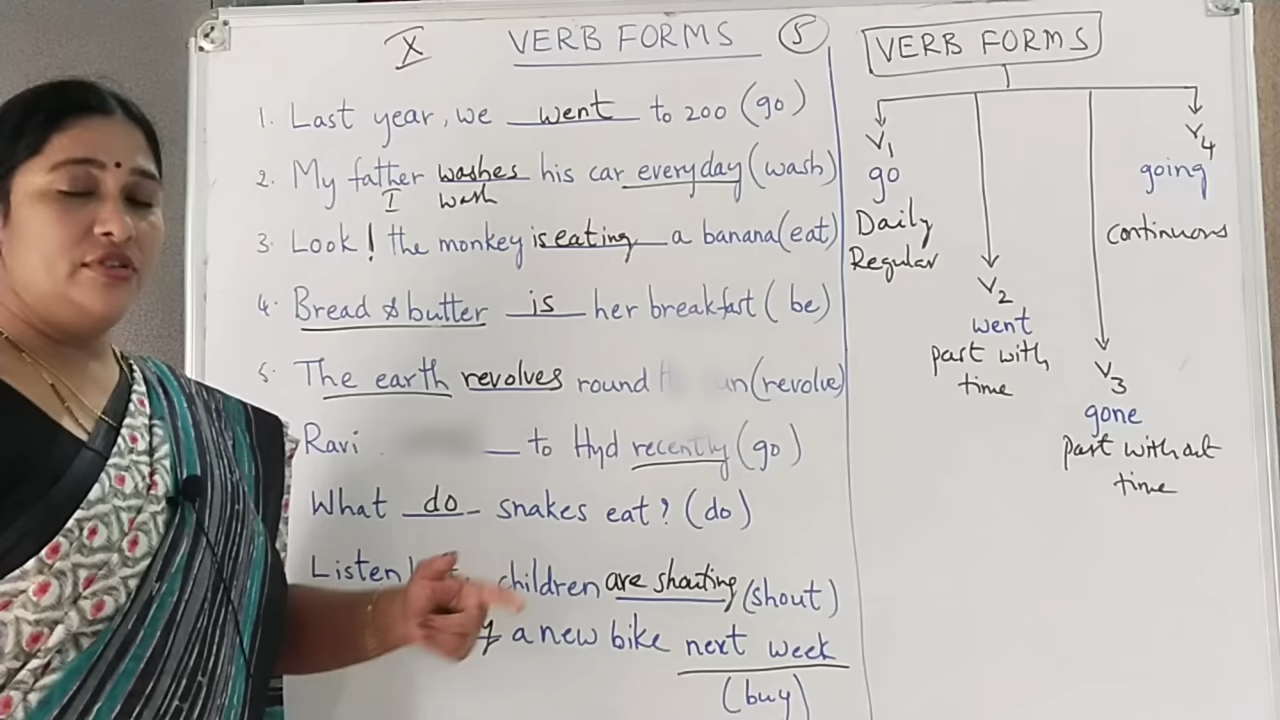 X VERB FORMS 5
1. Last year, we went to zoo (go)
2. My father washes his car everyday (wash)
I wash
3. Look! the monkey is eating a banana (eat)
4. Bread & butter is her breakfast (be)
5. The earth revolves round (revolve)
Ravi to Hyd recently (go)
What do snakes eat? (do)
Listen children are shouting (shout)
a new bike next week
(buy)
VERB FORMS
V1
go
Daily
Regular
V2
went
past with
time
V3
gone
past without
time
V4
going
continuous